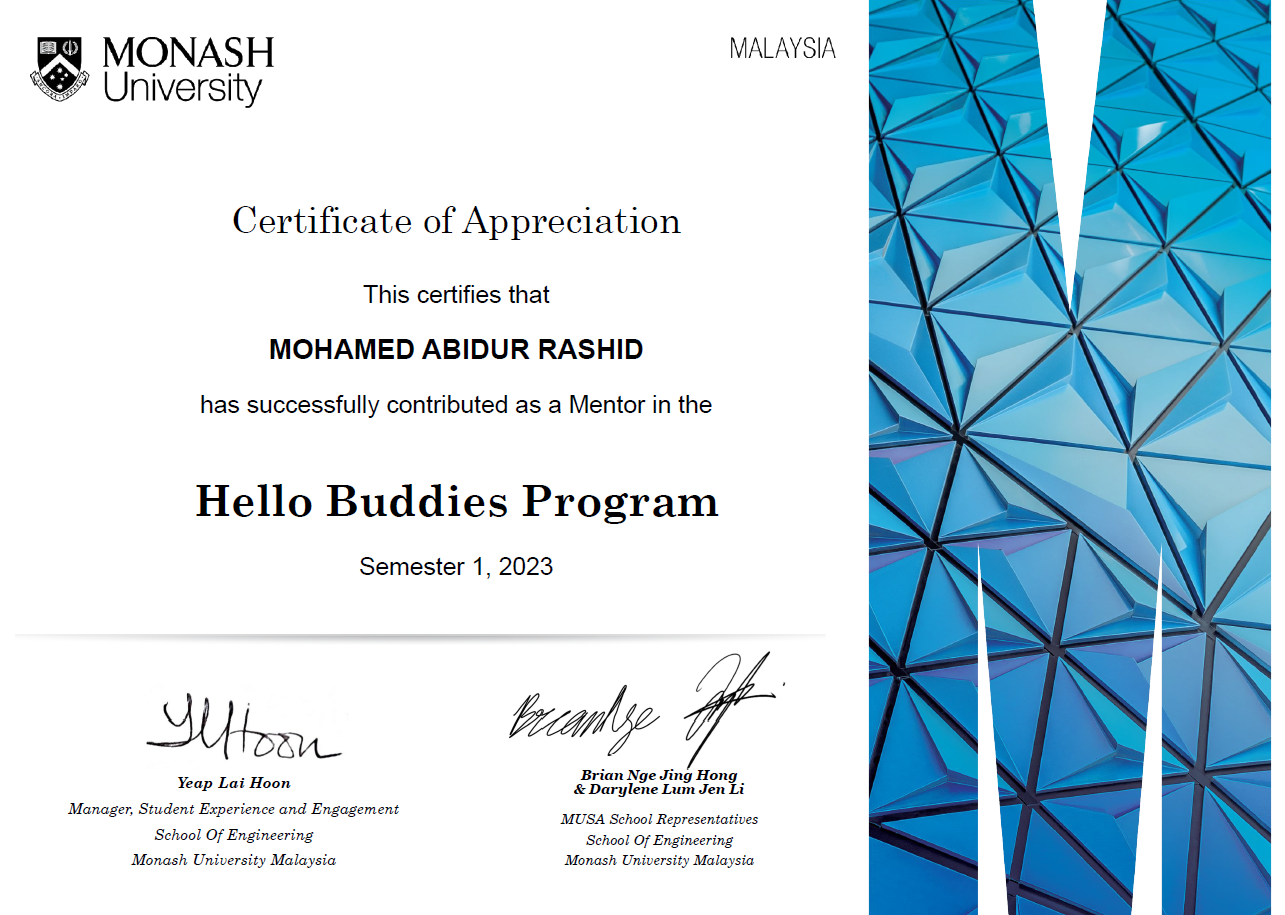 MONASH
University
MALAYSIA
Certificate of Appreciation
This certifies that
MOHAMED ABIDUR RASHID
has successfully contributed as a Mentor in the
Hello Buddies Program
Semester 1, 2023
YLHoon
BrianNge
Yeap Lai Hoon
Manager, Student Experience and Engagement
School Of Engineering
Monash University Malaysia
Brian Nge Jing Hong
& Darylene Lum Jen Li
MUSA School Representatives
School Of Engineering
Monash University Malaysia